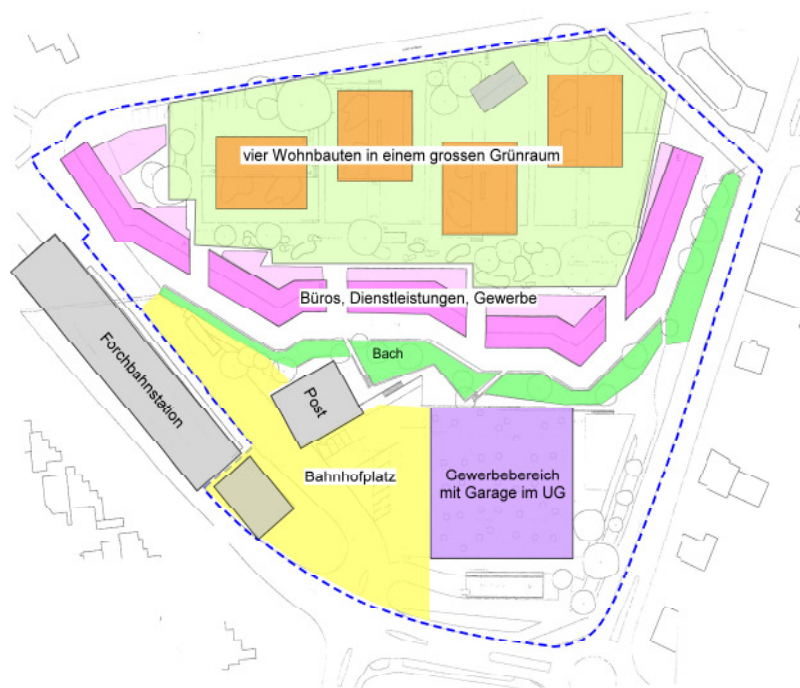 vier Wohnbauten in einem grossen Grünraum
Büros, Dienstleistungen, Gewerbe
Bach
Forchbahnstation
Post
Bahnhofplatz
Gewerbebereich
mit Garage im UG